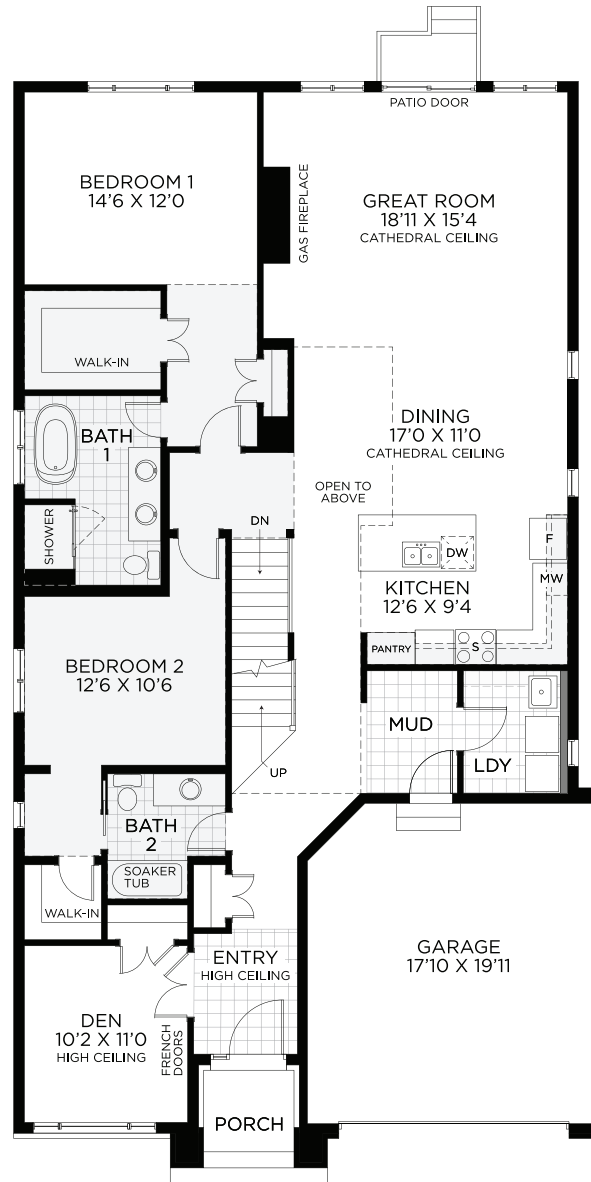 PATIO DOOR
BEDROOM 1
14'6 X 12'0
GAS FIREPLACE
GREAT ROOM
18'11 X 15'4
CATHEDRAL CEILING
WALK-IN
BATH
1
DINING
17'0 X 11'0
CATHEDRAL CEILING
OPEN TO
ABOVE
SHOWER
DN
DW
F
MW
KITCHEN
12'6 X 9'4
PANTRY
S
BEDROOM 2
12'6 X 10'6
MUD
LDY
UP
BATH
2
SOAKER
TUB
WALK-IN
ENTRY
HIGH CEILING
GARAGE
17'10 X 19'11
DEN
10'2 X 11'0
HIGH CEILING
FRENCH
DOORS
PORCH